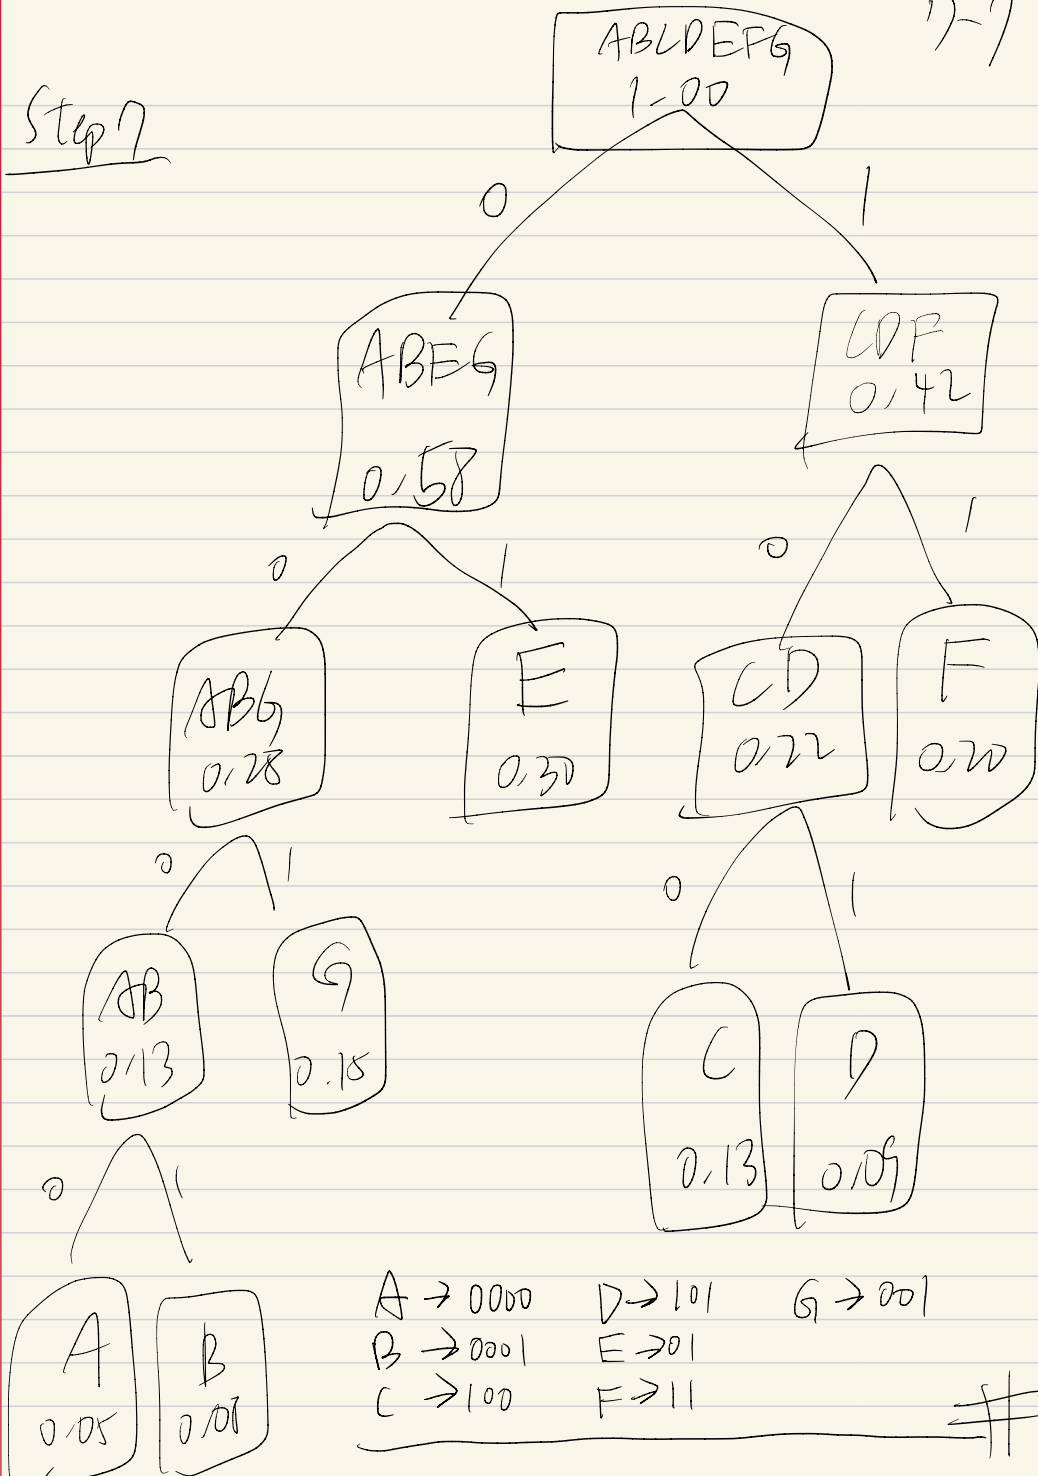 ABCDEFG
1.00
Step 7
0 1
ABEG
0.58
CDF
0.42
0 1
0 1
ABG
0.28
E
0.30
CD
0.22
F
0.20
0 1
0 1
AB
0.13
G
0.15
C
0.13
D
0.09
0 1
A
0.05
B
0.08
A → 0000 D → 101 G → 001
B → 0001 E → 01
C → 100 F → 11
#